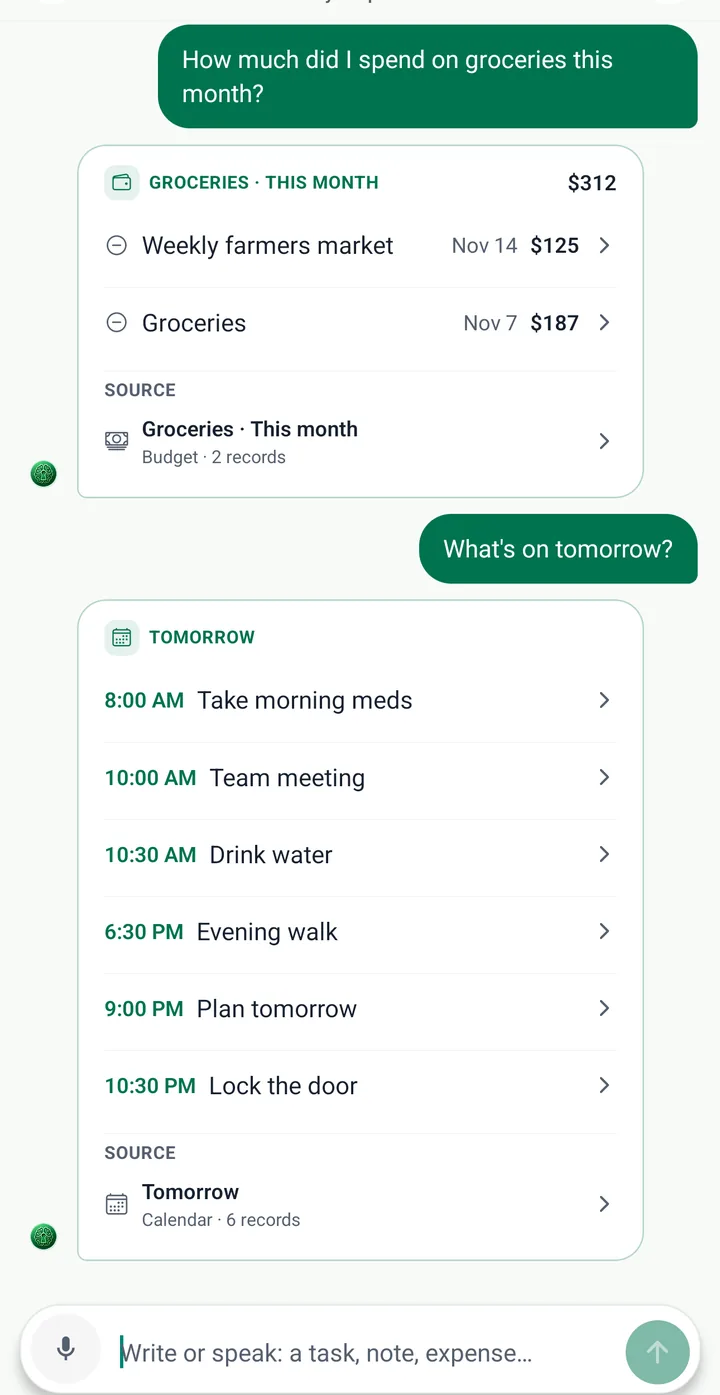 How much did I spend on groceries this
month?
GROCERIES · THIS MONTH $312
Weekly farmers market Nov 14 $125
Groceries Nov 7 $187
SOURCE
Groceries · This month
Budget · 2 records
What's on tomorrow?
TOMORROW
8:00 AM Take morning meds
10:00 AM Team meeting
10:30 AM Drink water
6:30 PM Evening walk
9:00 PM Plan tomorrow
10:30 PM Lock the door
SOURCE
Tomorrow
Calendar · 6 records
Write or speak: a task, note, expense...